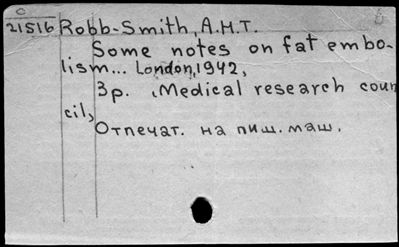 C
21516 Robb-Smith, A.H.T.
Some notes on fat embo-
lism... London, 1942,
3p. (Medical research coun
cil,
Отпечат. на пиш. маш.